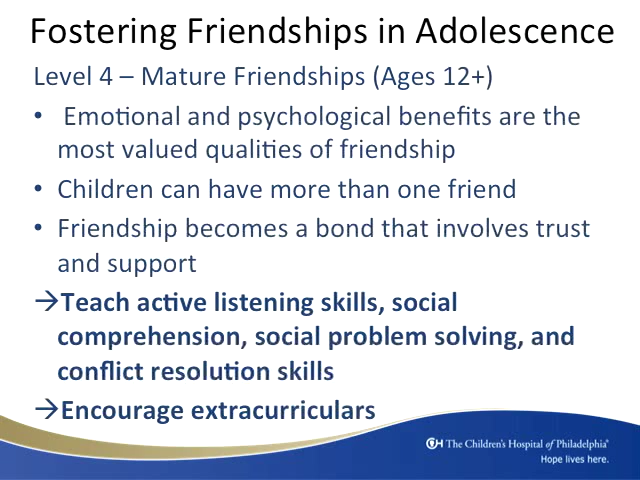 Fostering Friendships in Adolescence
Level 4 – Mature Friendships (Ages 12+)
• Emotional and psychological benefits are the
most valued qualities of friendship
• Children can have more than one friend
• Friendship becomes a bond that involves trust
and support
→Teach active listening skills, social
comprehension, social problem solving, and
conflict resolution skills
→Encourage extracurriculars
The Children's Hospital of Philadelphia®
Hope lives here.